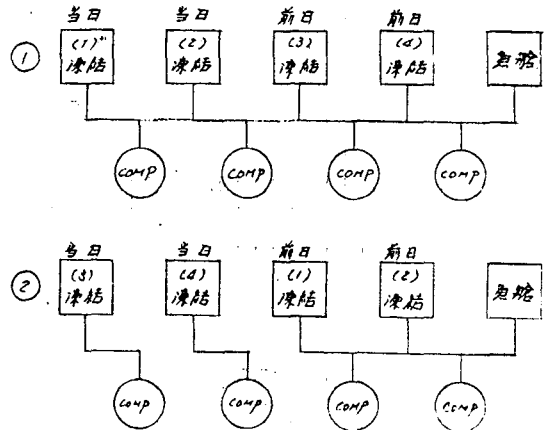 当日 当日 前日 前日
① (1) (2) (3) (4) 魚艙
凍結 凍結 凍結 凍結
COMP COMP COMP COMP
当日 当日 前日 前日
② (3) (4) (1) (2) 魚艙
凍結 凍結 凍結 凍結
COMP COMP COMP COMP